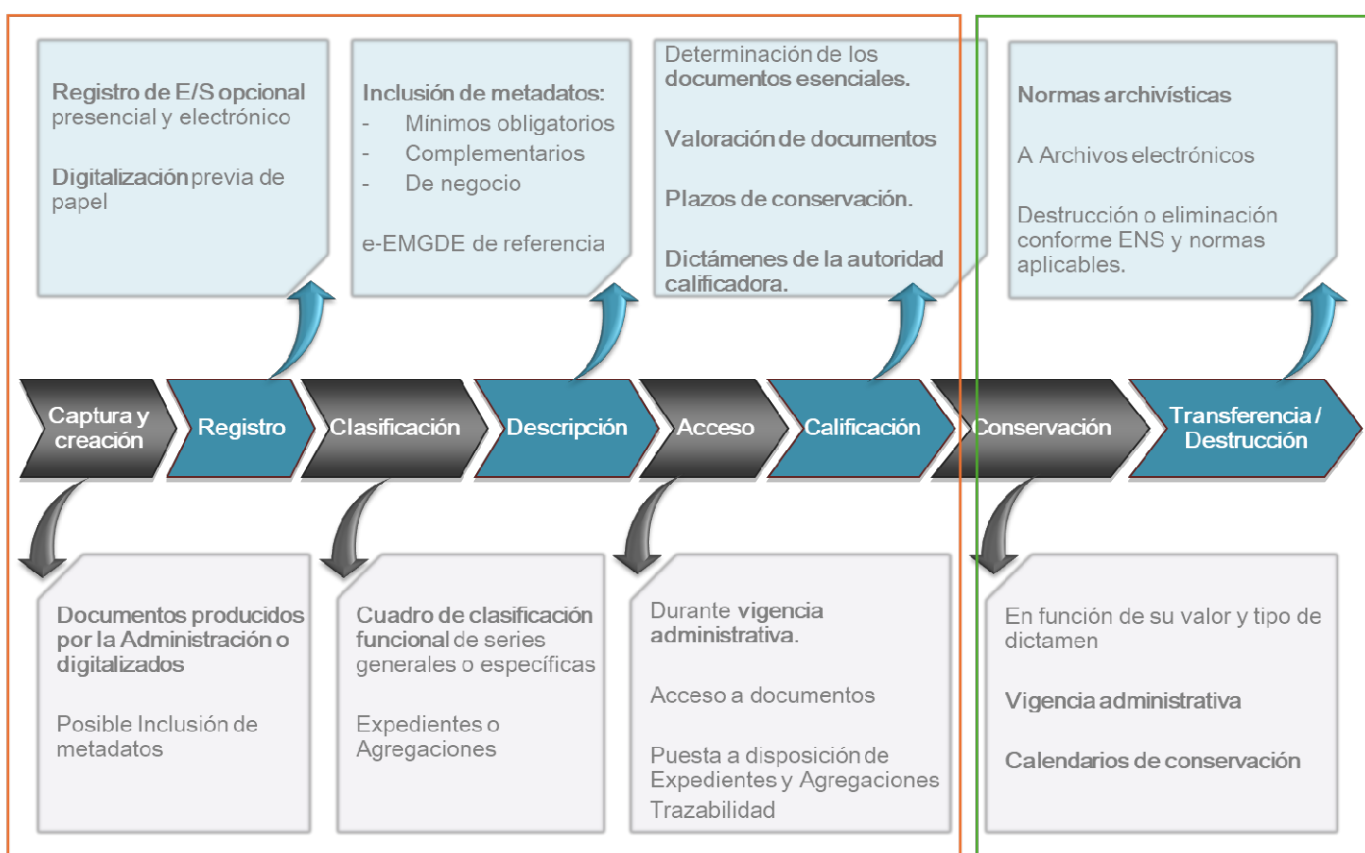 Registro de E/S opcional
presencial y electrónico
Digitalización previa de
papel
Inclusión de metadatos:
- Mínimos obligatorios
- Complementarios
- De negocio
e-EMGDE de referencia
Determinación de los
documentos esenciales.
Valoración de documentos
Plazos de conservación.
Dictámenes de la autoridad
calificadora.
Normas archivísticas
A Archivos electrónicos
Destrucción o eliminación
conforme ENS y normas
aplicables.
Captura y
creación
Registro
Clasificación
Descripción
Acceso
Calificación
Conservación
Transferencia /
Destrucción
Documentos producidos
por la Administración o
digitalizados
Posible Inclusión de
metadatos
Cuadro de clasificación
funcional de series
generales o específicas
Expedientes o
Agregaciones
Durante vigencia
administrativa.
Acceso a documentos
Puesta a disposición de
Expedientes y Agregaciones
Trazabilidad
En función de su valor y tipo de
dictamen
Vigencia administrativa
Calendarios de conservación